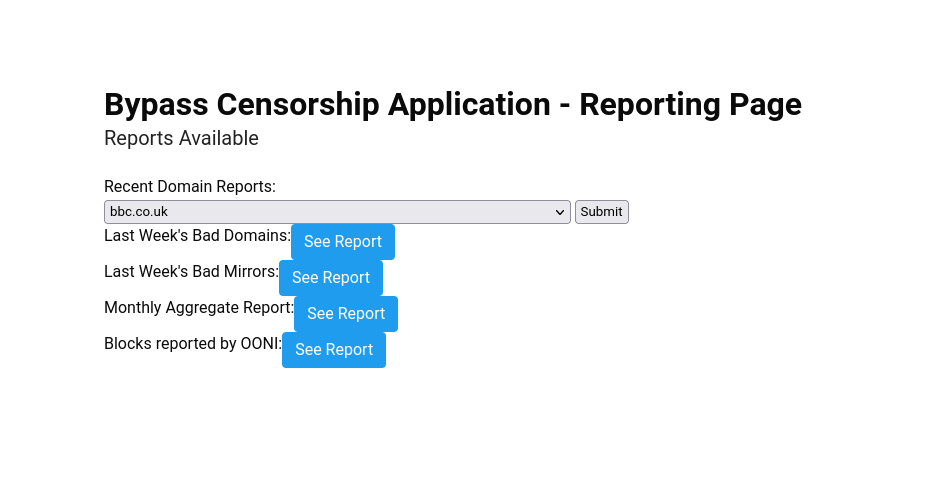 Bypass Censorship Application - Reporting Page
Reports Available
Recent Domain Reports:
bbc.co.uk Submit
Last Week's Bad Domains: See Report
Last Week's Bad Mirrors: See Report
Monthly Aggregate Report: See Report
Blocks reported by OONI: See Report